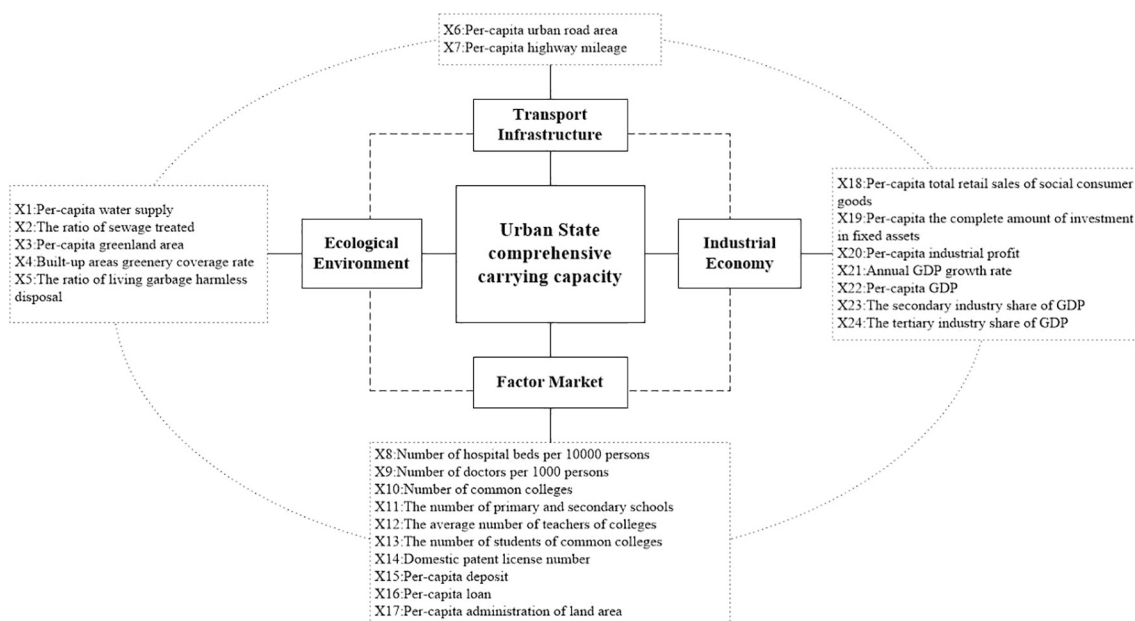 X6:Per-capita urban road area
X7:Per-capita highway mileage
Transport
Infrastructure
X1:Per-capita water supply
X2:The ratio of sewage treated
X3:Per-capita greenland area
X4:Built-up areas greenery coverage rate
X5:The ratio of living garbage harmless
disposal
Ecological
Environment
Urban State
comprehensive
carrying capacity
Industrial
Economy
X18:Per-capita total retail sales of social consumer
goods
X19:Per-capita the complete amount of investment
in fixed assets
X20:Per-capita industrial profit
X21:Annual GDP growth rate
X22:Per-capita GDP
X23:The secondary industry share of GDP
X24:The tertiary industry share of GDP
Factor Market
X8:Number of hospital beds per 10000 persons
X9:Number of doctors per 1000 persons
X10:Number of common colleges
X11:The number of primary and secondary schools
X12:The average number of teachers of colleges
X13:The number of students of common colleges
X14:Domestic patent license number
X15:Per-capita deposit
X16:Per-capita loan
X17:Per-capita administration of land area